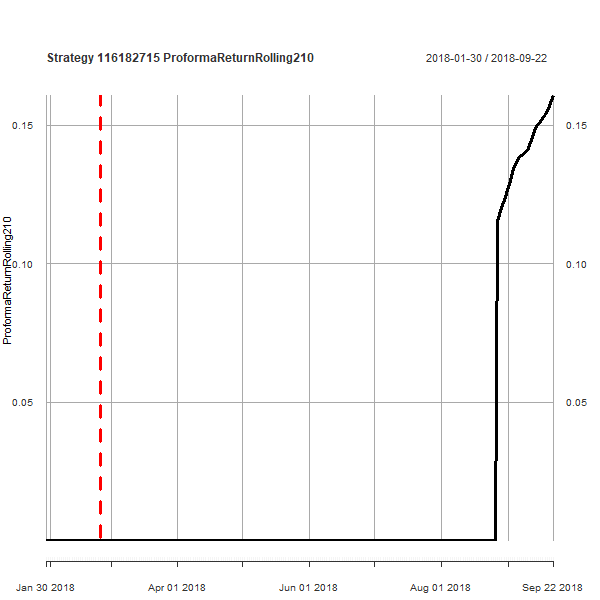 Strategy 116182715 ProformaReturnRolling210
2018-01-30 / 2018-09-22
0.15
0.15
0.10
0.10
0.05
0.05
ProformaReturnRolling210
Jan 30 2018
Apr 01 2018
Jun 01 2018
Aug 01 2018
Sep 22 2018